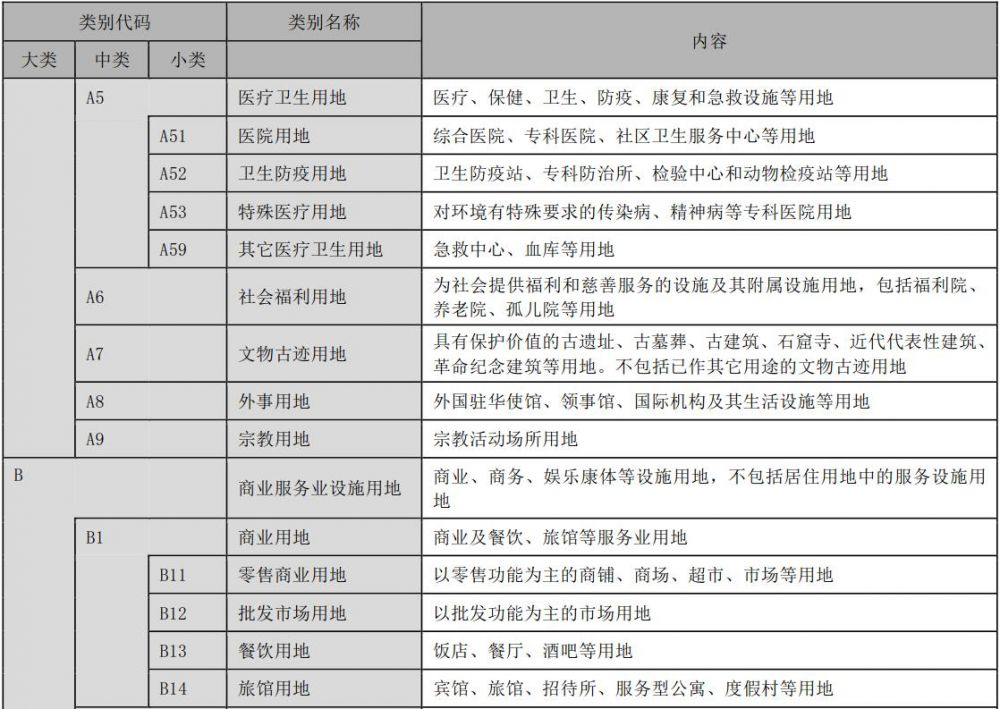 类别代码 类别名称 内容
大类 中类 小类
A5 医疗卫生用地 医疗、保健、卫生、防疫、康复和急救设施等用地
A51 医院用地 综合医院、专科医院、社区卫生服务中心等用地
A52 卫生防疫用地 卫生防疫站、专科防治所、检验中心和动物检疫站等用地
A53 特殊医疗用地 对环境有特殊要求的传染病、精神病等专科医院用地
A59 其它医疗卫生用地 急救中心、血库等用地
A6 社会福利用地 为社会提供福利和慈善服务的设施及其附属设施用地，包括福利院、
养老院、孤儿院等用地
A7 文物古迹用地 具有保护价值的古遗址、古墓葬、古建筑、石窟寺、近代代表性建筑、
革命纪念建筑等用地。不包括已作其它用途的文物古迹用地
A8 外事用地 外国驻华使馆、领事馆、国际机构及其生活设施等用地
A9 宗教用地 宗教活动场所用地
B 商业服务业设施用地 商业、商务、娱乐康体等设施用地，不包括居住用地中的服务设施用
地
B1 商业用地 商业及餐饮、旅馆等服务业用地
B11 零售商业用地 以零售功能为主的商铺、商场、超市、市场等用地
B12 批发市场用地 以批发功能为主的市场用地
B13 餐饮用地 饭店、餐厅、酒吧等用地
B14 旅馆用地 宾馆、旅馆、招待所、服务型公寓、度假村等用地